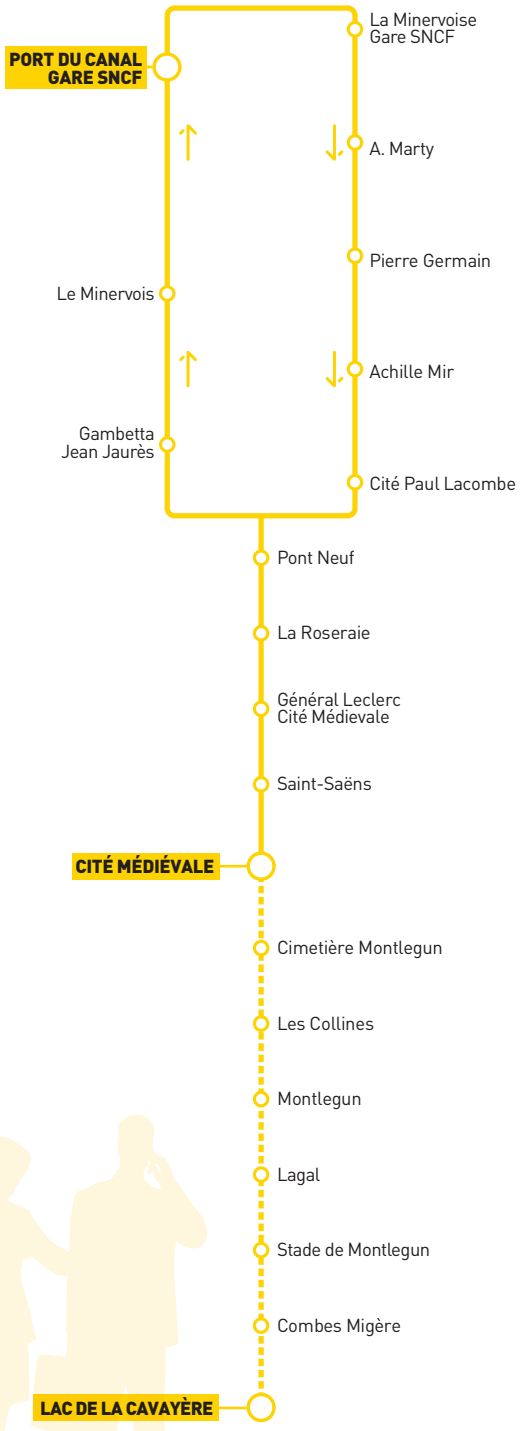 La Minervoise
Gare SNCF
PORT DU CANAL
GARE SNCF
A. Marty
Pierre Germain
Le Minervois
Achille Mir
Gambetta
Jean Jaurès
Cité Paul Lacombe
Pont Neuf
La Roseraie
Général Leclerc
Cité Médievale
Saint-Saëns
CITÉ MÉDIÉVALE
Cimetière Montlegun
Les Collines
Montlegun
Lagal
Stade de Montlegun
Combes Migère
LAC DE LA CAVAYÈRE